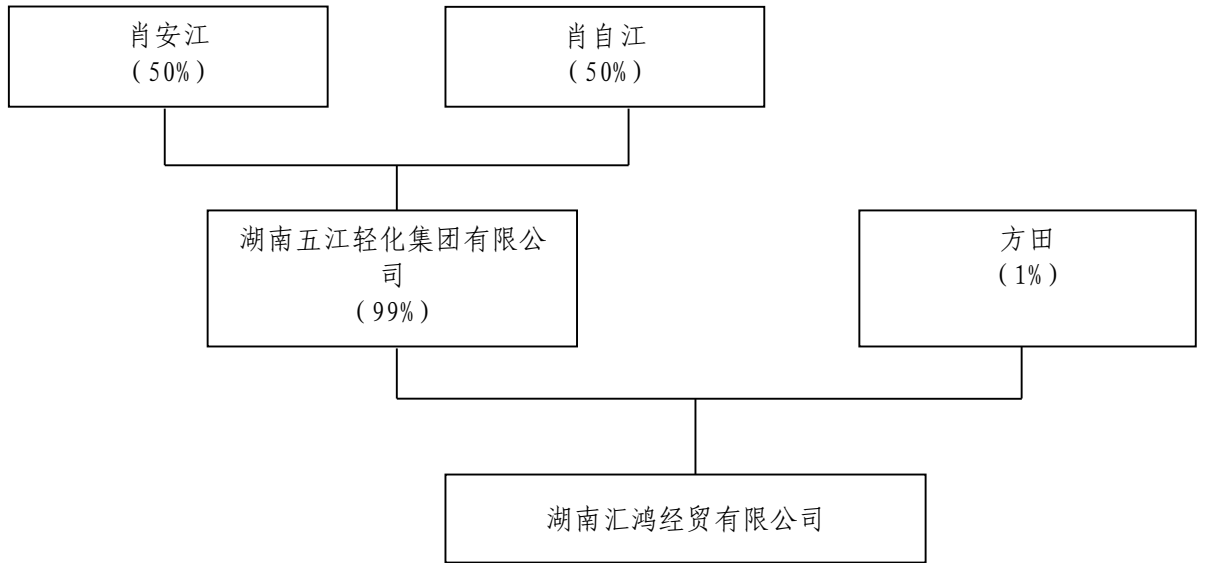 肖安江
(50%)
肖自江
(50%)
湖南五江轻化集团有限公
司
(99%)
方田
(1%)
湖南汇鸿经贸有限公司